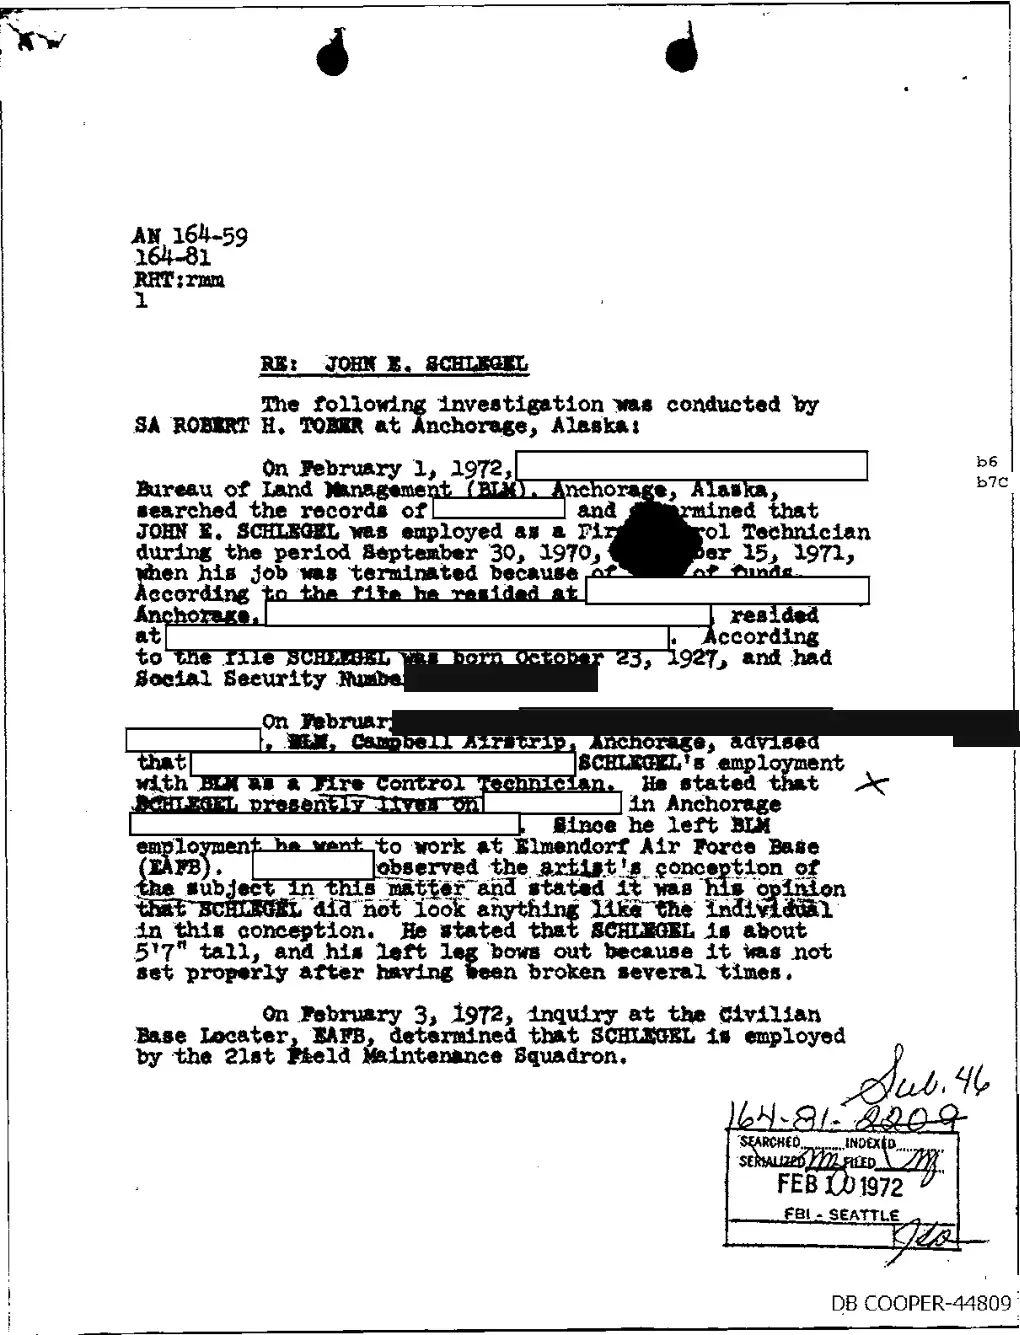 AN 164-59
164-81
RHT:rmm
1
RE: JOHN E. SCHLEGEL
The following investigation was conducted by
SA ROBERT H. TOBER at Anchorage, Alaska:
On February 1, 1972,
b6
b7C
Bureau of Land Management (BLM), Anchorage, Alaska,
searched the records of and determined that
JOHN E. SCHLEGEL was employed as a Fire Control Technician
during the period September 30, 1970, ber 15, 1971,
when his job was terminated because of of funds.
According to the file he resided at
Anchorage, , resided
at . According
to the file SCHLEGEL was born October 23, 1927, and had
Social Security Number
On February
, BLM, Campbell Airstrip, Anchorage, advised
that SCHLEGEL's employment
with BLM as a Fire Control Technician. He stated that
SCHLEGEL presently lives on in Anchorage
. Since he left BLM
employment he went to work at Elmendorf Air Force Base
(EAFB). observed the artist's conception of
the subject in this matter and stated it was his opinion
that SCHLEGEL did not look anything like the individual
in this conception. He stated that SCHLEGEL is about
5'7" tall, and his left leg bows out because it was not
set properly after having been broken several times.
On February 3, 1972, inquiry at the Civilian
Base Locater, EAFB, determined that SCHLEGEL is employed
by the 21st Field Maintenance Squadron.
Sub. 46
164-81-2209
SEARCHED INDEXED
SERIALIZED FILED
FEB 10 1972
FBI - SEATTLE
DB COOPER-44809